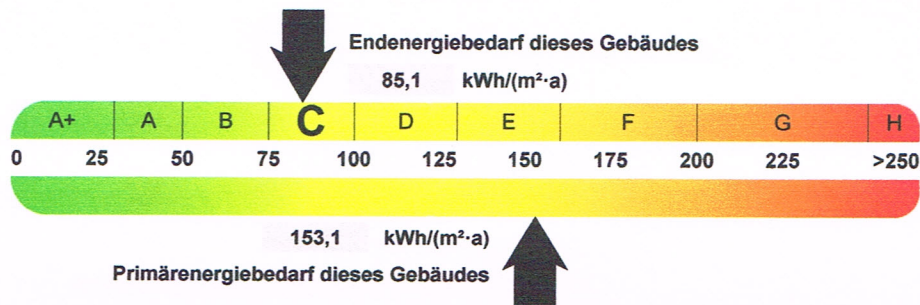 Endenergiebedarf dieses Gebäudes
85,1 kWh/(m²·a)
A+ A B C D E F G H
0 25 50 75 100 125 150 175 200 225 >250
153,1 kWh/(m²·a)
Primärenergiebedarf dieses Gebäudes